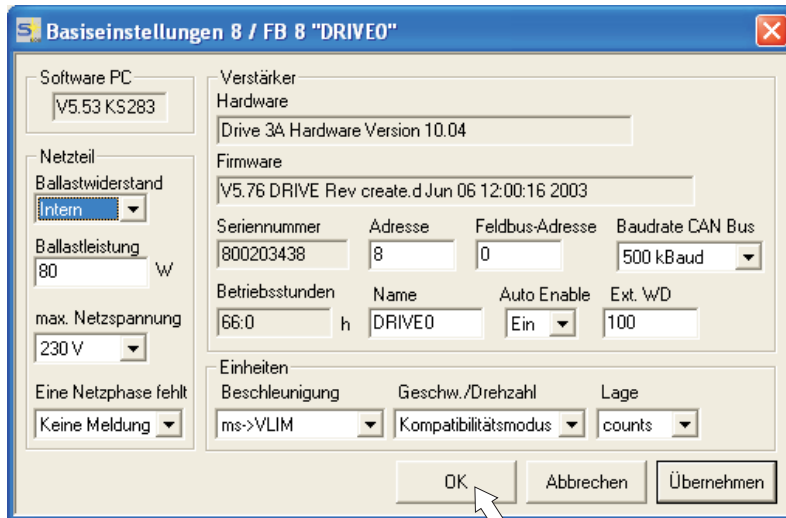 Basiseinstellungen 8 / FB 8 "DRIVE0"
Software PC
V5.53 KS283
Netzteil
Ballastwiderstand
Intern
Ballastleistung
80 W
max. Netzspannung
230 V
Eine Netzphase fehlt
Keine Meldung
Verstärker
Hardware
Drive 3A Hardware Version 10.04
Firmware
V5.76 DRIVE Rev create.d Jun 06 12:00:16 2003
Seriennummer Adresse Feldbus-Adresse Baudrate CAN Bus
800203438 8 0 500 kBaud
Betriebsstunden Name Auto Enable Ext. WD
66:0 h DRIVE0 Ein 100
Einheiten
Beschleunigung Geschw./Drehzahl Lage
ms->VLIM Kompatibilitätsmodus counts
OK Abbrechen Übernehmen